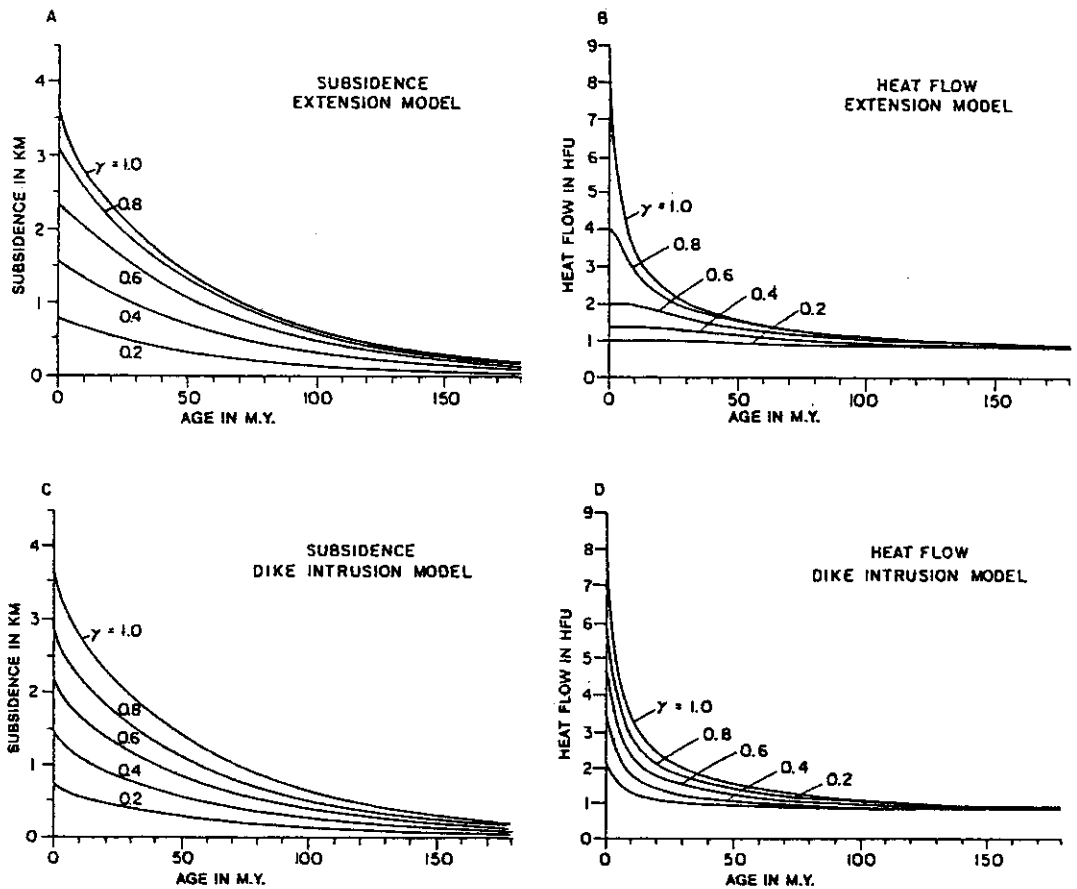 A
SUBSIDENCE
EXTENSION MODEL
SUBSIDENCE IN KM
4
3
2
1
0
γ = 1.0
0.8
0.6
0.4
0.2
0
50
100
150
AGE IN M.Y.
B
HEAT FLOW
EXTENSION MODEL
HEAT FLOW IN HFU
9
8
7
6
5
4
3
2
1
0
γ = 1.0
0.8
0.6
0.4
0.2
0
50
100
150
AGE IN M.Y.
C
SUBSIDENCE
DIKE INTRUSION MODEL
SUBSIDENCE IN KM
4
3
2
1
0
γ = 1.0
0.8
0.6
0.4
0.2
0
50
100
150
AGE IN M.Y.
D
HEAT FLOW
DIKE INTRUSION MODEL
HEAT FLOW IN HFU
9
8
7
6
5
4
3
2
1
0
γ = 1.0
0.8
0.6
0.4
0.2
0
50
100
150
AGE IN M.Y.